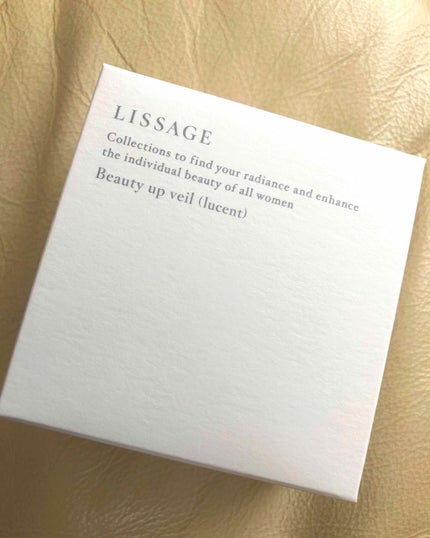 LISSAGE
Collections to find your radiance and enhance
the individual beauty of all women
Beauty up veil (lucent)